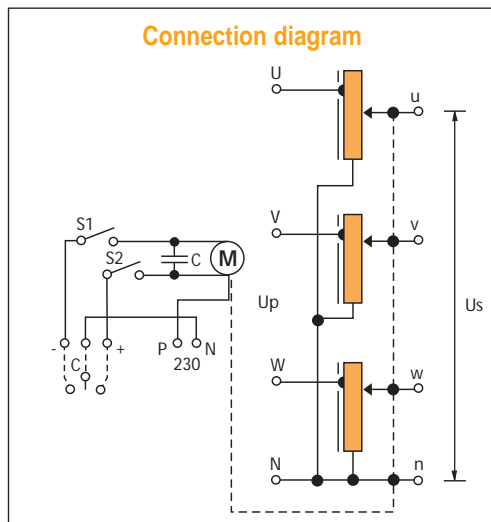 Connection diagram
U
u
S1
V
v
S2
C
M
Up
Us
- C + P N
230
W
w
N
n